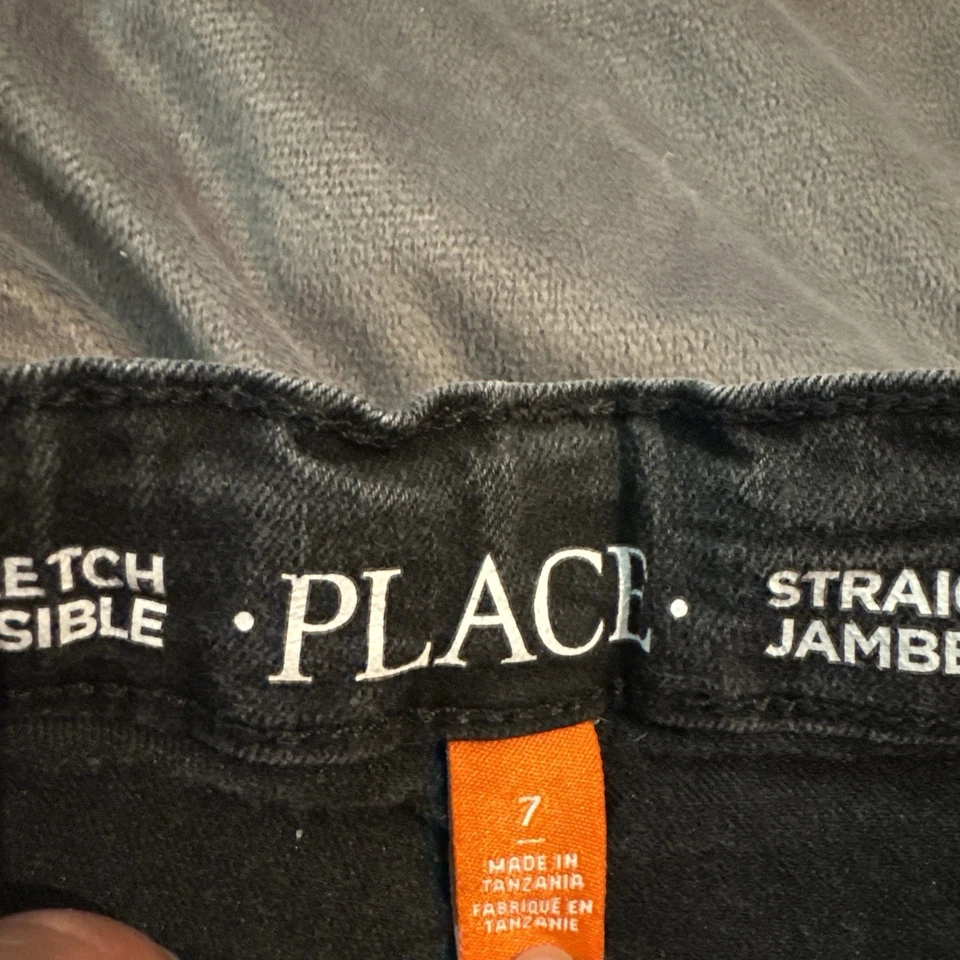 ETCH
SIBLE
• PLACE •
STRAIG
JAMBE
7
MADE IN
TANZANIA
FABRIQUÉ EN
TANZANIE